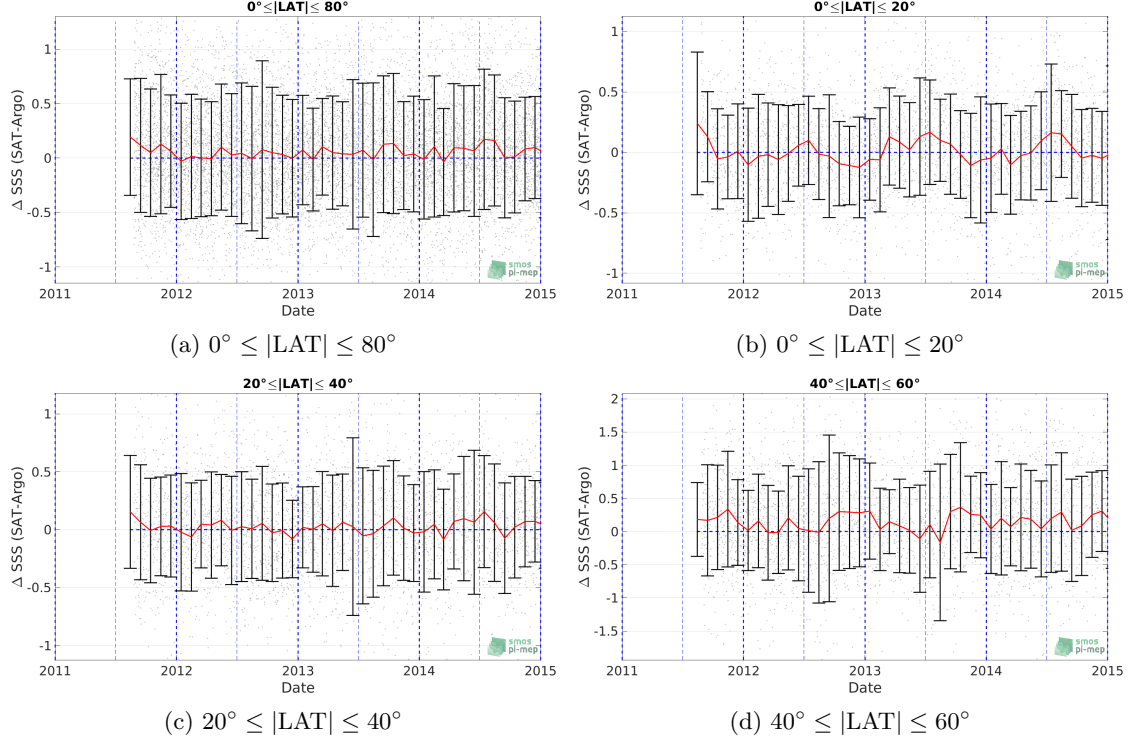 0°≤|LAT|≤ 80°
Δ SSS (SAT-Argo)
1
0.5
0
-0.5
-1
smos
pi-mep
2011 2012 2013 2014 2015
Date
(a) 0° ≤ |LAT| ≤ 80°
0°≤|LAT|≤ 20°
Δ SSS (SAT-Argo)
1
0.5
0
-0.5
-1
smos
pi-mep
2011 2012 2013 2014 2015
Date
(b) 0° ≤ |LAT| ≤ 20°
20°≤|LAT|≤ 40°
Δ SSS (SAT-Argo)
1
0.5
0
-0.5
-1
smos
pi-mep
2011 2012 2013 2014 2015
Date
(c) 20° ≤ |LAT| ≤ 40°
40°≤|LAT|≤ 60°
Δ SSS (SAT-Argo)
2
1.5
1
0.5
0
-0.5
-1
-1.5
smos
pi-mep
2011 2012 2013 2014 2015
Date
(d) 40° ≤ |LAT| ≤ 60°